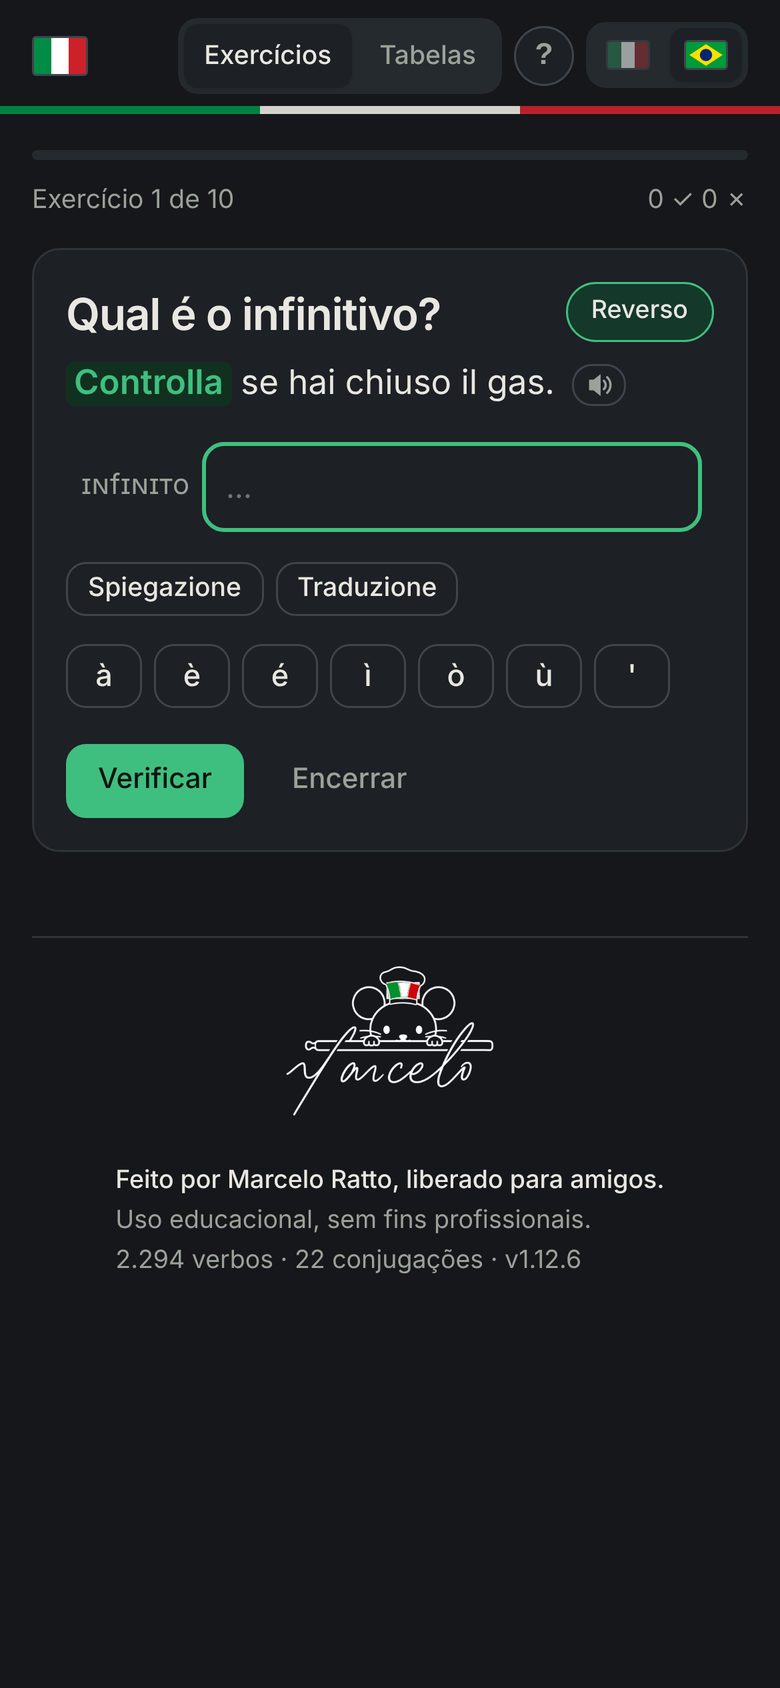 Exercícios Tabelas ?
Exercício 1 de 10 0 ✓ 0 ×
Qual é o infinitivo? Reverso
Controlla se hai chiuso il gas.
INfINITO ...
Spiegazione Traduzione
à è é ì ò ù '
Verificar Encerrar
Marcelo
Feito por Marcelo Ratto, liberado para amigos.
Uso educacional, sem fins profissionais.
2.294 verbos · 22 conjugações · v1.12.6